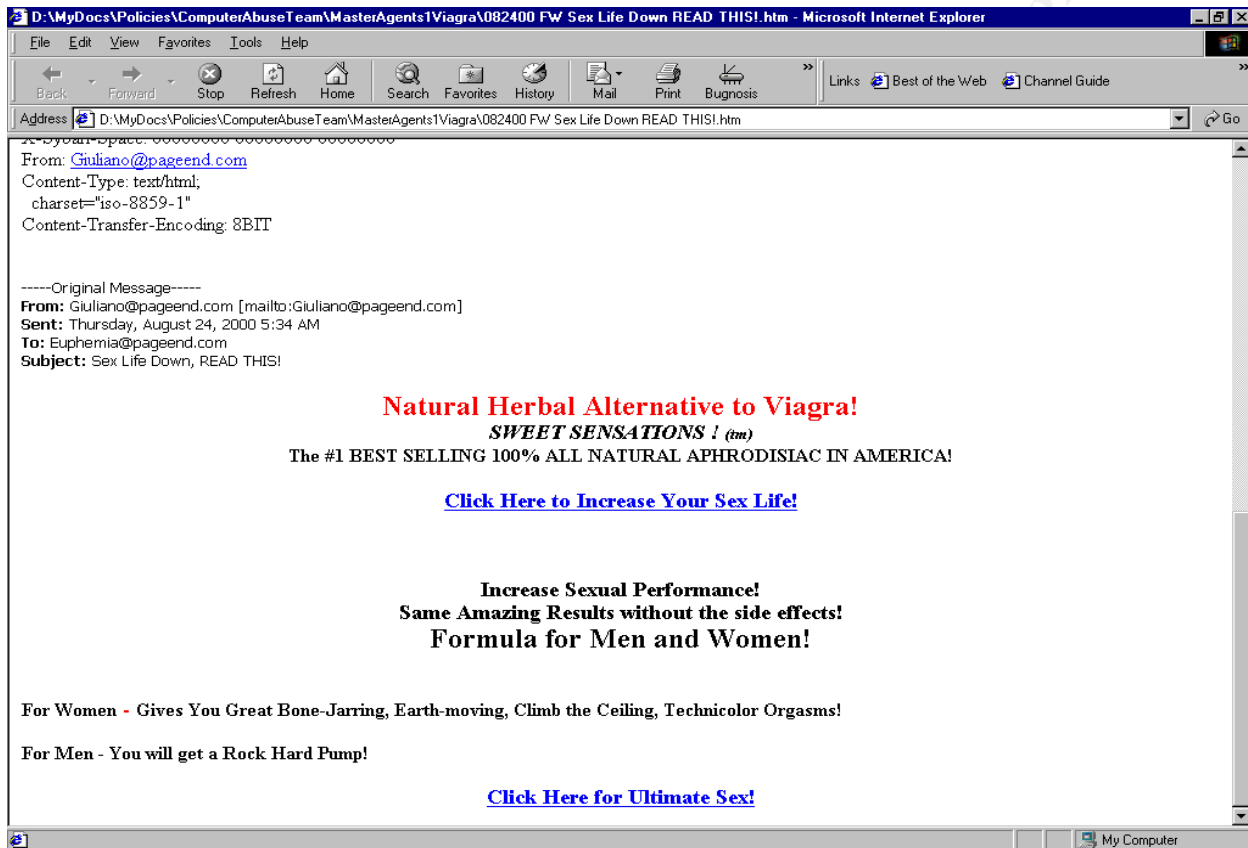 D:\MyDocs\Policies\ComputerAbuseTeam\MasterAgents1Viagra\082400 FW Sex Life Down READ THIS!.htm - Microsoft Internet Explorer
File Edit View Favorites Tools Help
Back Forward Stop Refresh Home Search Favorites History Mail Print Bugnosis » Links Best of the Web Channel Guide »
Address D:\MyDocs\Policies\ComputerAbuseTeam\MasterAgents1Viagra\082400 FW Sex Life Down READ THIS!.htm Go
X-Sybari-Space: 00000000 00000000 00000000
From: Giuliano@pageend.com
Content-Type: text/html;
charset="iso-8859-1"
Content-Transfer-Encoding: 8BIT
-----Original Message-----
From: Giuliano@pageend.com [mailto:Giuliano@pageend.com]
Sent: Thursday, August 24, 2000 5:34 AM
To: Euphemia@pageend.com
Subject: Sex Life Down, READ THIS!
Natural Herbal Alternative to Viagra!
SWEET SENSATIONS ! (tm)
The #1 BEST SELLING 100% ALL NATURAL APHRODISIAC IN AMERICA!
Click Here to Increase Your Sex Life!
Increase Sexual Performance!
Same Amazing Results without the side effects!
Formula for Men and Women!
For Women - Gives You Great Bone-Jarring, Earth-moving, Climb the Ceiling, Technicolor Orgasms!
For Men - You will get a Rock Hard Pump!
Click Here for Ultimate Sex!
My Computer